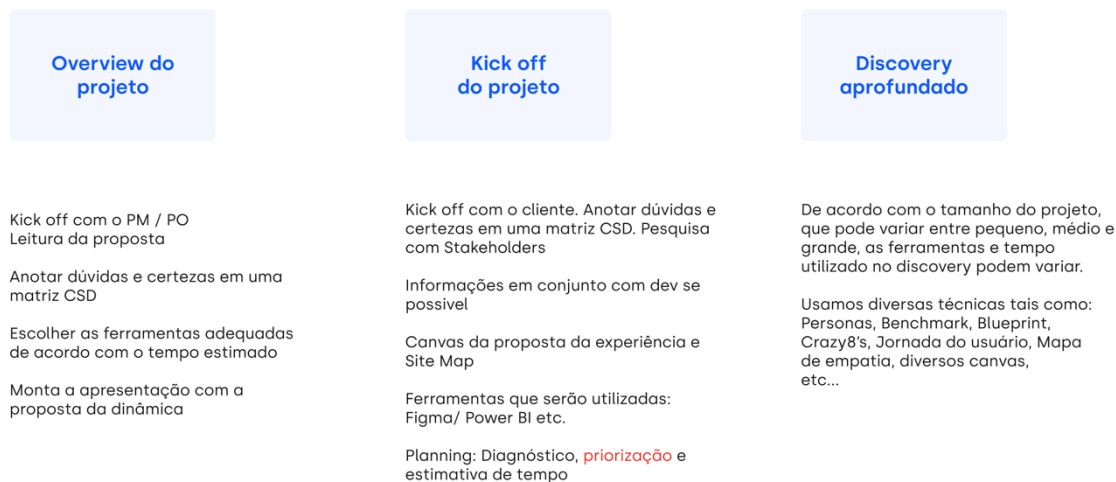 Overview do
projeto
Kick off
do projeto
Discovery
aprofundado
Kick off com o PM / PO
Leitura da proposta
Anotar dúvidas e certezas em uma
matriz CSD
Escolher as ferramentas adequadas
de acordo com o tempo estimado
Monta a apresentação com a
proposta da dinâmica
Kick off com o cliente. Anotar dúvidas e
certezas em uma matriz CSD. Pesquisa
com Stakeholders
Informações em conjunto com dev se
possivel
Canvas da proposta da experiência e
Site Map
Ferramentas que serão utilizadas:
Figma/ Power BI etc.
Planning: Diagnóstico, priorização e
estimativa de tempo
De acordo com o tamanho do projeto,
que pode variar entre pequeno, médio e
grande, as ferramentas e tempo
utilizado no discovery podem variar.
Usamos diversas técnicas tais como:
Personas, Benchmark, Blueprint,
Crazy8's, Jornada do usuário, Mapa
de empatia, diversos canvas,
etc...